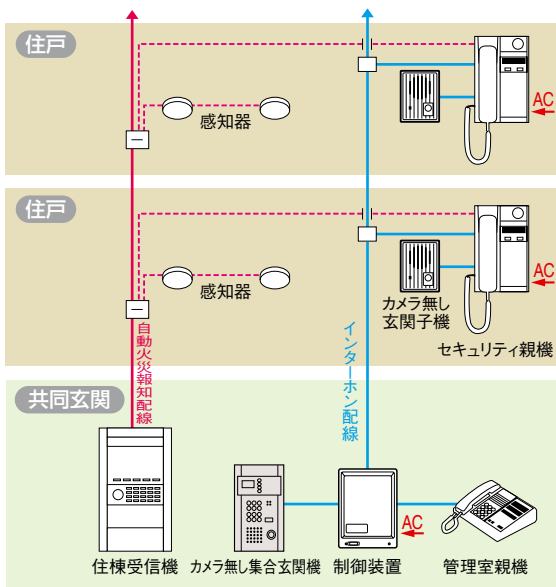 住戸
感知器
AC
住戸
感知器
カメラ無し
玄関子機
AC
セキュリティ親機
自動火災報知配線
インターホン配線
共同玄関
AC
住棟受信機
カメラ無し集合玄関機
制御装置
管理室親機